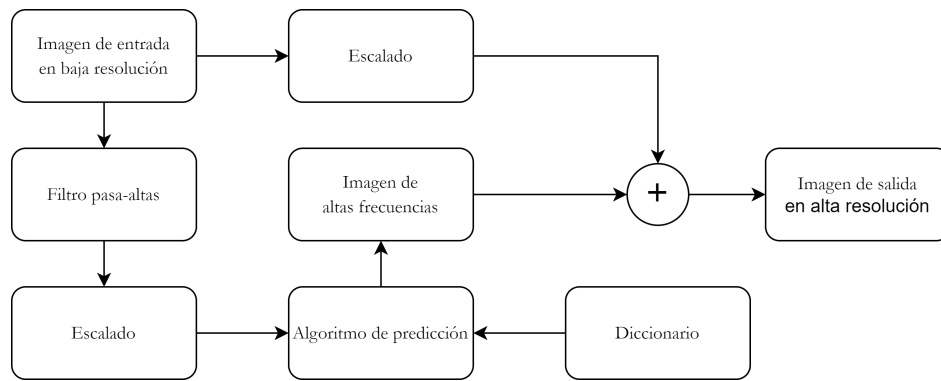 Imagen de entrada
en baja resolución
Escalado
Filtro pasa-altas
Imagen de
altas frecuencias
+
Imagen de salida
en alta resolución
Escalado
Algoritmo de predicción
Diccionario